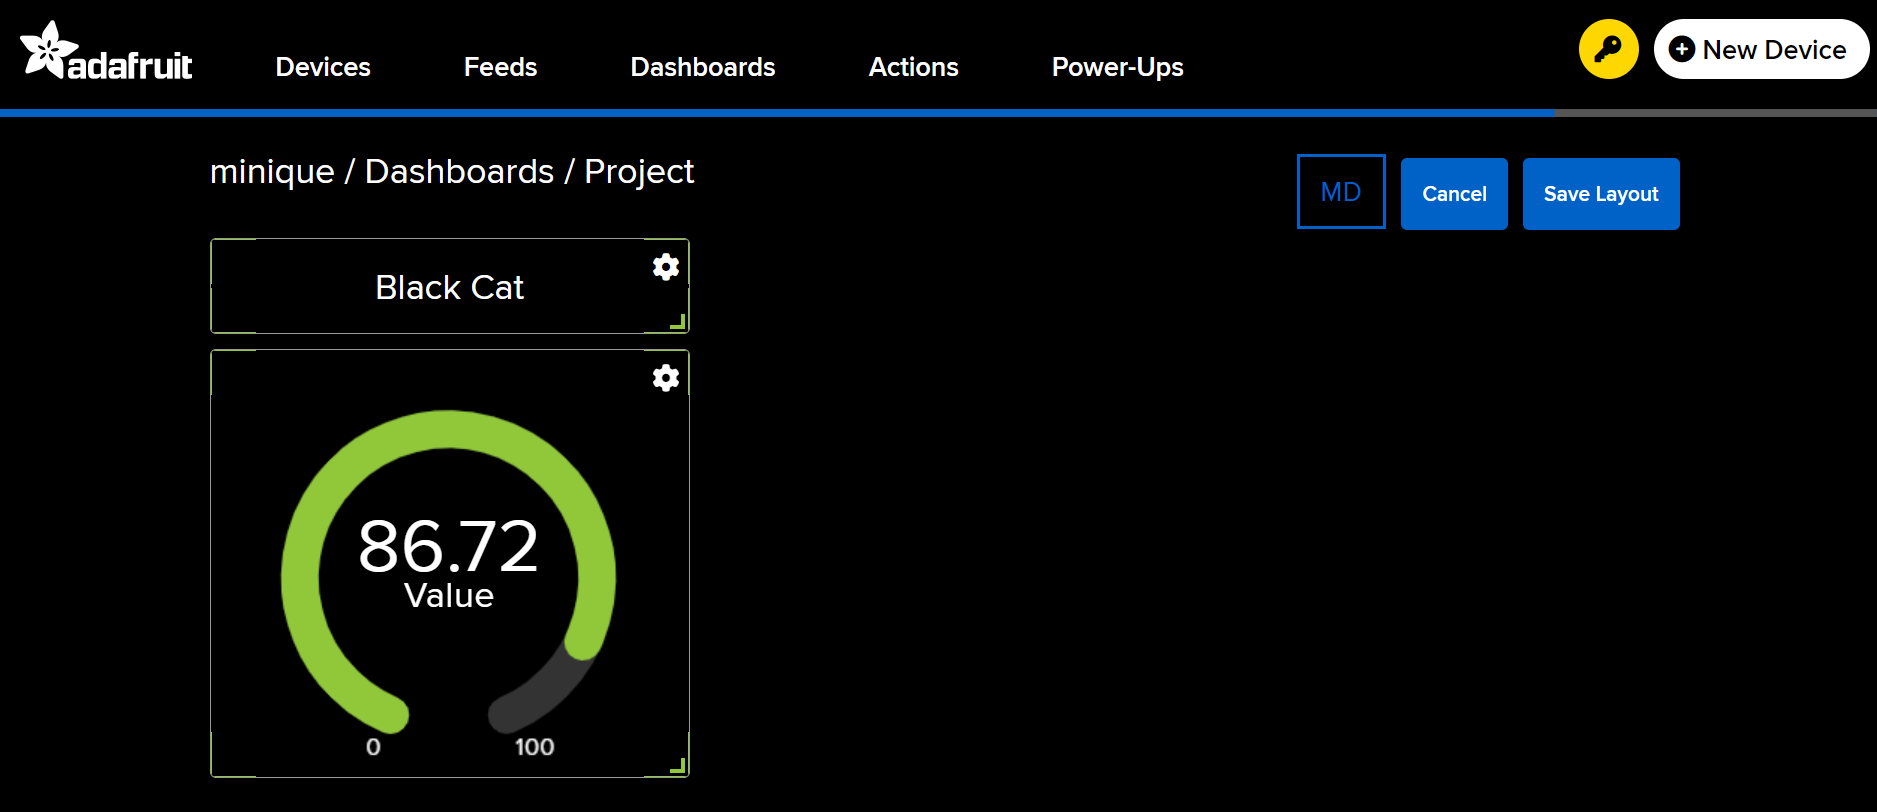 adafruit
Devices Feeds Dashboards Actions Power-Ups
New Device
minique / Dashboards / Project
MD Cancel Save Layout
Black Cat
86.72
Value
0 100